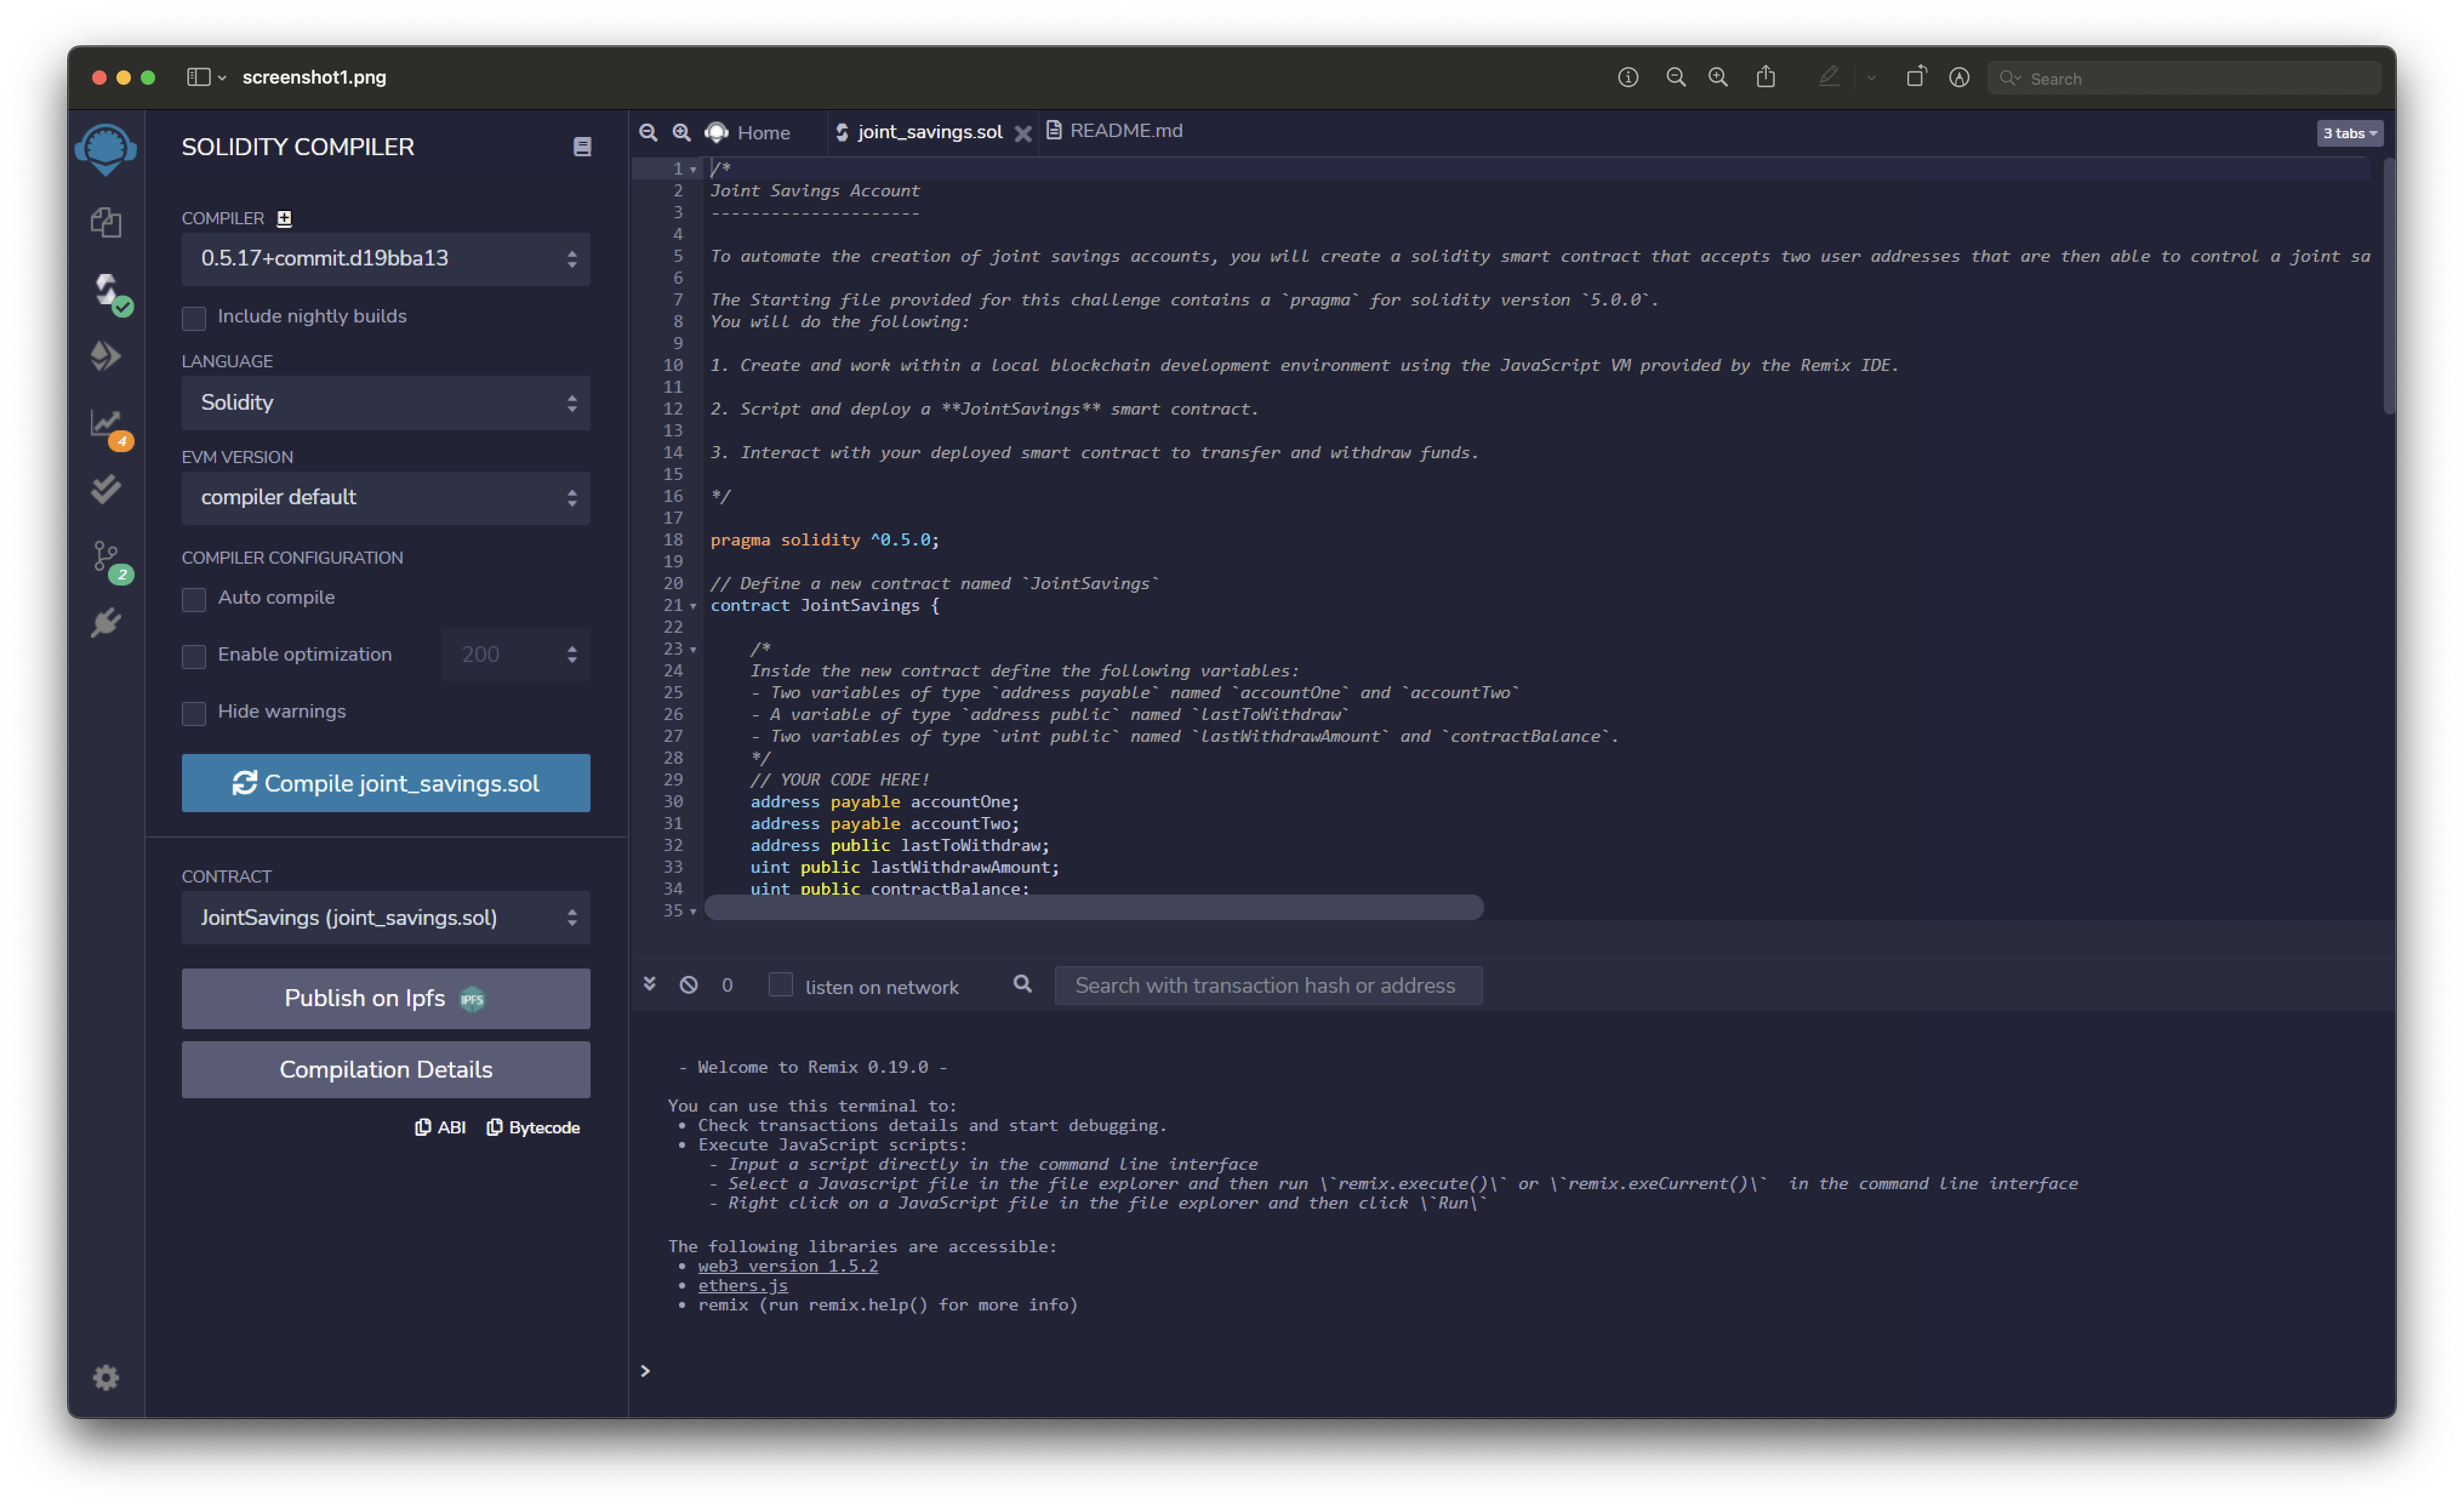 screenshot1.png
Search
SOLIDITY COMPILER
COMPILER
0.5.17+commit.d19bba13
Include nightly builds
LANGUAGE
Solidity
EVM VERSION
compiler default
COMPILER CONFIGURATION
Auto compile
Enable optimization
200
Hide warnings
Compile joint_savings.sol
CONTRACT
JointSavings (joint_savings.sol)
Publish on Ipfs IPFS
Compilation Details
ABI Bytecode
4
2
Home joint_savings.sol README.md 3 tabs
1 /*
2 Joint Savings Account
3 ---------------------
4
5 To automate the creation of joint savings accounts, you will create a solidity smart contract that accepts two user addresses that are then able to control a joint sa
6
7 The Starting file provided for this challenge contains a `pragma` for solidity version `5.0.0`.
8 You will do the following:
9
10 1. Create and work within a local blockchain development environment using the JavaScript VM provided by the Remix IDE.
11
12 2. Script and deploy a **JointSavings** smart contract.
13
14 3. Interact with your deployed smart contract to transfer and withdraw funds.
15
16 */
17
18 pragma solidity ^0.5.0;
19
20 // Define a new contract named `JointSavings`
21 contract JointSavings {
22
23 /*
24 Inside the new contract define the following variables:
25 - Two variables of type `address payable` named `accountOne` and `accountTwo`
26 - A variable of type `address public` named `lastToWithdraw`
27 - Two variables of type `uint public` named `lastWithdrawAmount` and `contractBalance`.
28 */
29 // YOUR CODE HERE!
30 address payable accountOne;
31 address payable accountTwo;
32 address public lastToWithdraw;
33 uint public lastWithdrawAmount;
34 uint public contractBalance;
35
0 listen on network Search with transaction hash or address
- Welcome to Remix 0.19.0 -
You can use this terminal to:
• Check transactions details and start debugging.
• Execute JavaScript scripts:
- Input a script directly in the command line interface
- Select a Javascript file in the file explorer and then run \`remix.execute()\` or \`remix.exeCurrent()\` in the command line interface
- Right click on a JavaScript file in the file explorer and then click \`Run\`
The following libraries are accessible:
• web3 version 1.5.2
• ethers.js
• remix (run remix.help() for more info)
>